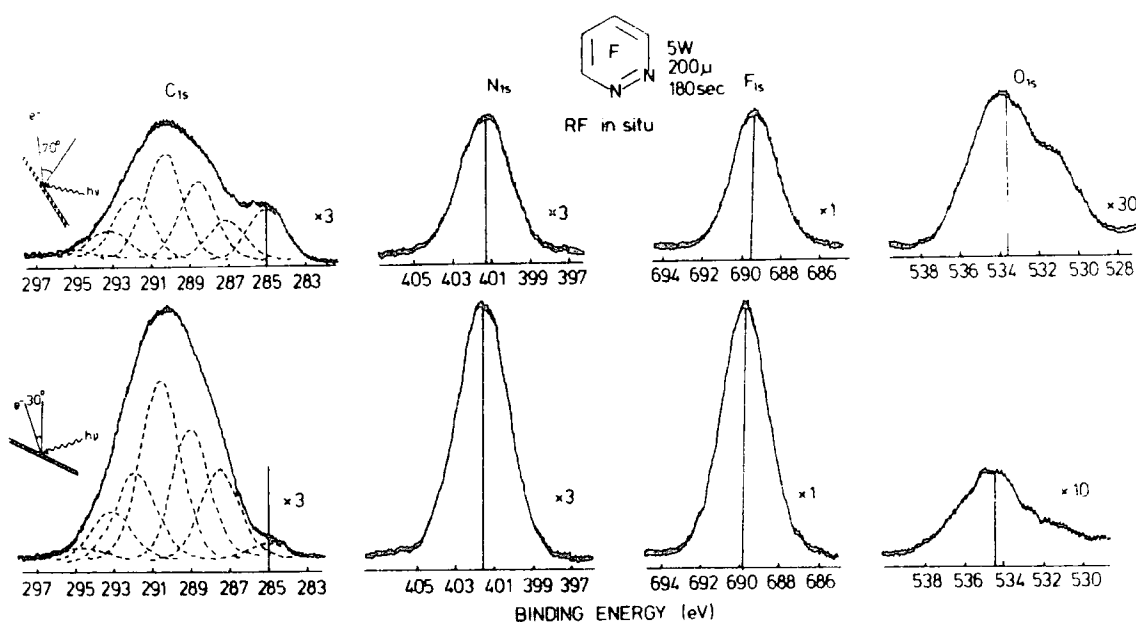 F
N
N
5W
200μ
180sec
RF in situ
C1s
N1s
F1s
O1s
e-
70°
hν
×3
×3
×1
×30
297 295 293 291 289 287 285 283
405 403 401 399 397
694 692 690 688 686
538 536 534 532 530 528
30°
hν
×3
×3
×1
×10
297 295 293 291 289 287 285 283
405 403 401 399 397
694 692 690 688 686
538 536 534 532 530
BINDING ENERGY (eV)